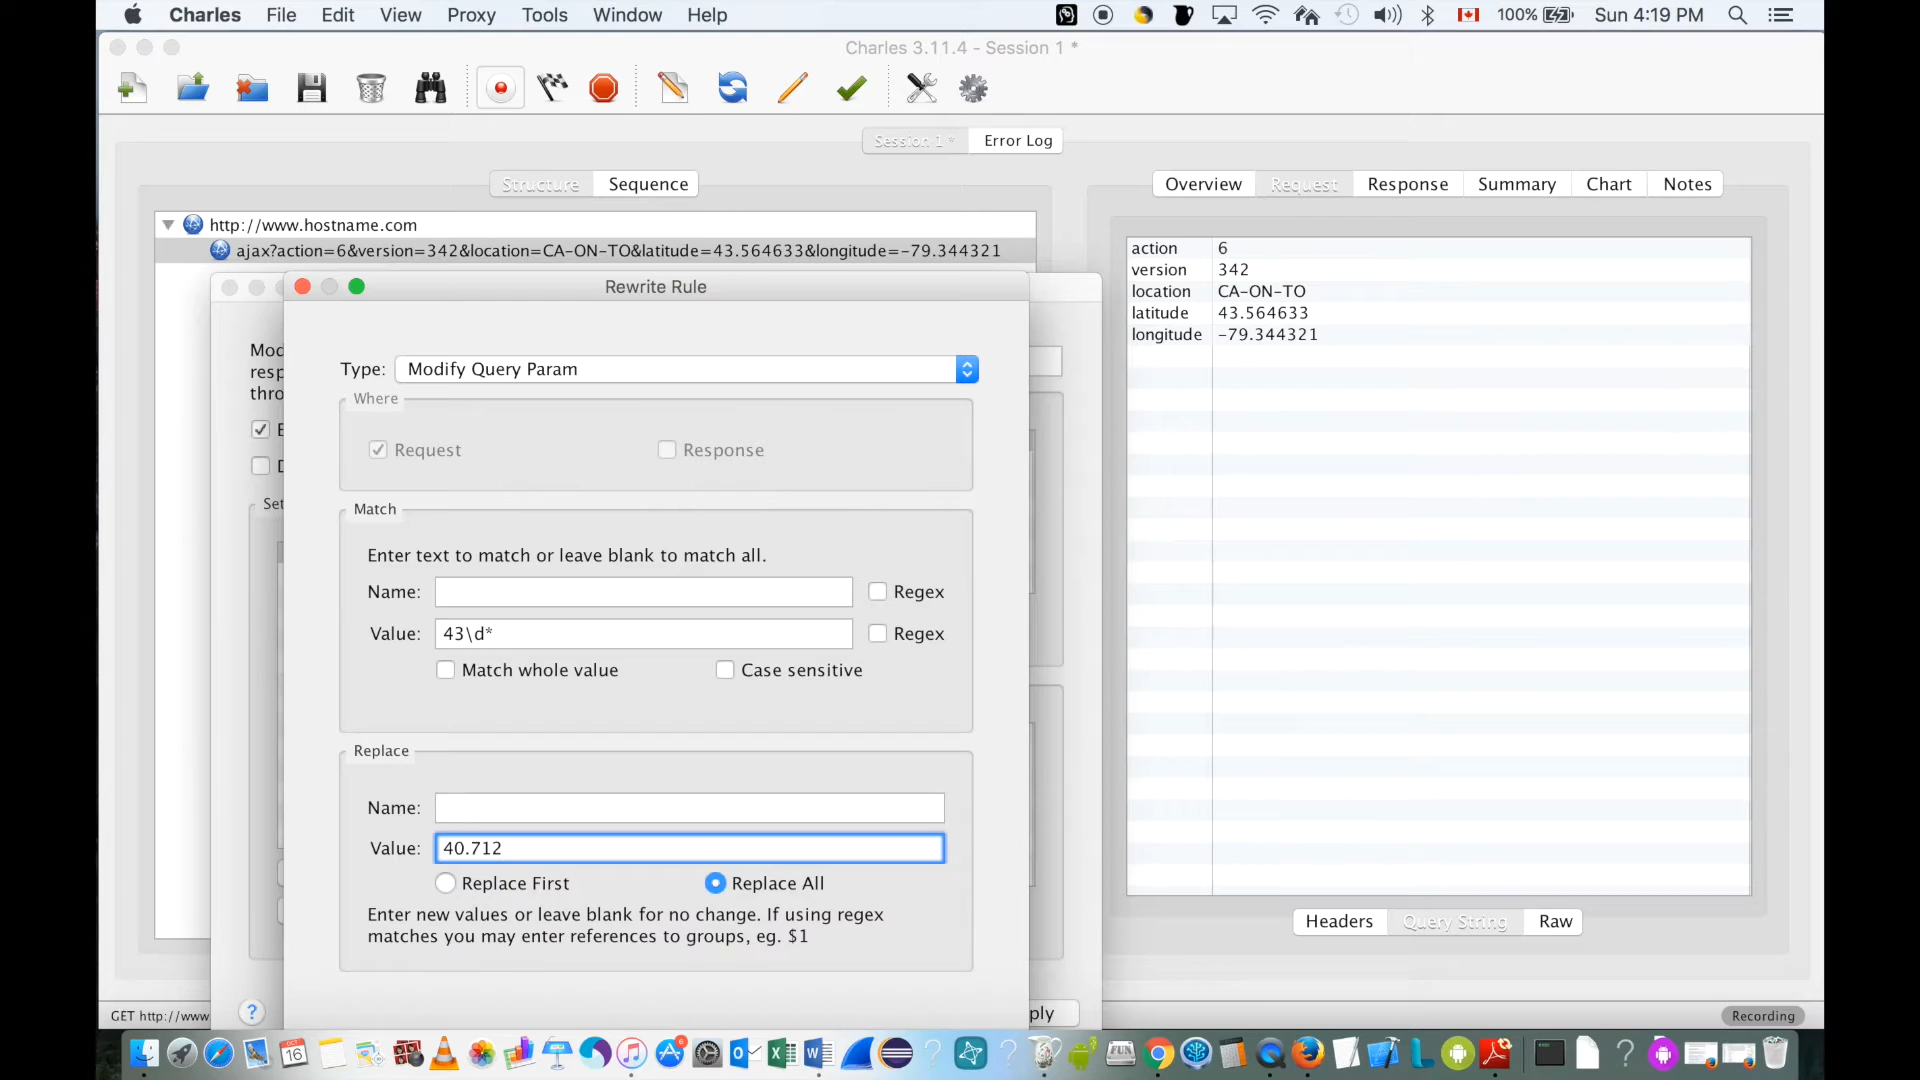 Charles File Edit View Proxy Tools Window Help
100% Sun 4:19 PM
Charles 3.11.4 - Session 1 *
Session 1 * Error Log
Structure Sequence
Overview Request Response Summary Chart Notes
http://www.hostname.com
ajax?action=6&version=342&location=CA-ON-TO&latitude=43.564633&longitude=-79.344321
action 6
version 342
location CA-ON-TO
latitude 43.564633
longitude -79.344321
Rewrite Rule
Type: Modify Query Param
Where
Request Response
Match
Enter text to match or leave blank to match all.
Name: Regex
Value: 43\d* Regex
Match whole value Case sensitive
Replace
Name:
Value: 40.712
Replace First Replace All
Enter new values or leave blank for no change. If using regex
matches you may enter references to groups, eg. $1
Headers Query String Raw
GET http://www
Recording
OCT
16
6
FUN